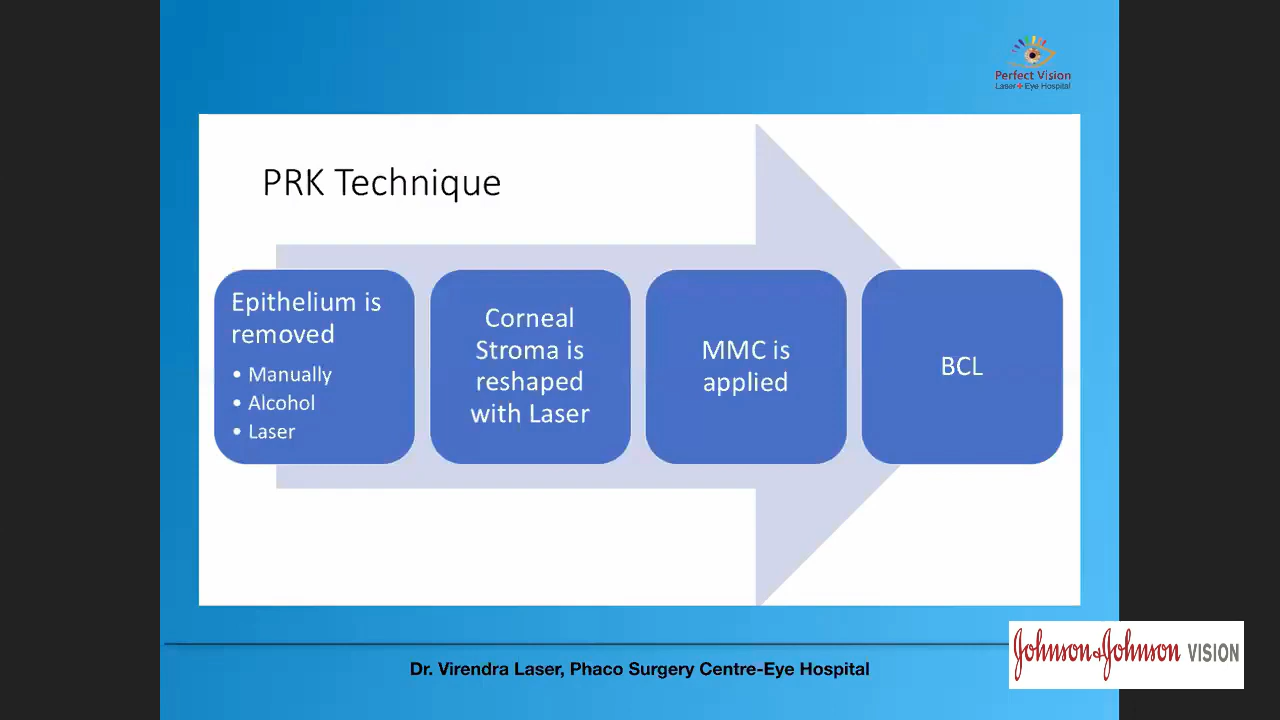 Perfect Vision
Laser+Eye Hospital
PRK Technique
Epithelium is
removed
• Manually
• Alcohol
• Laser
Corneal
Stroma is
reshaped
with Laser
MMC is
applied
BCL
Johnson&Johnson VISION
Dr. Virendra Laser, Phaco Surgery Centre-Eye Hospital